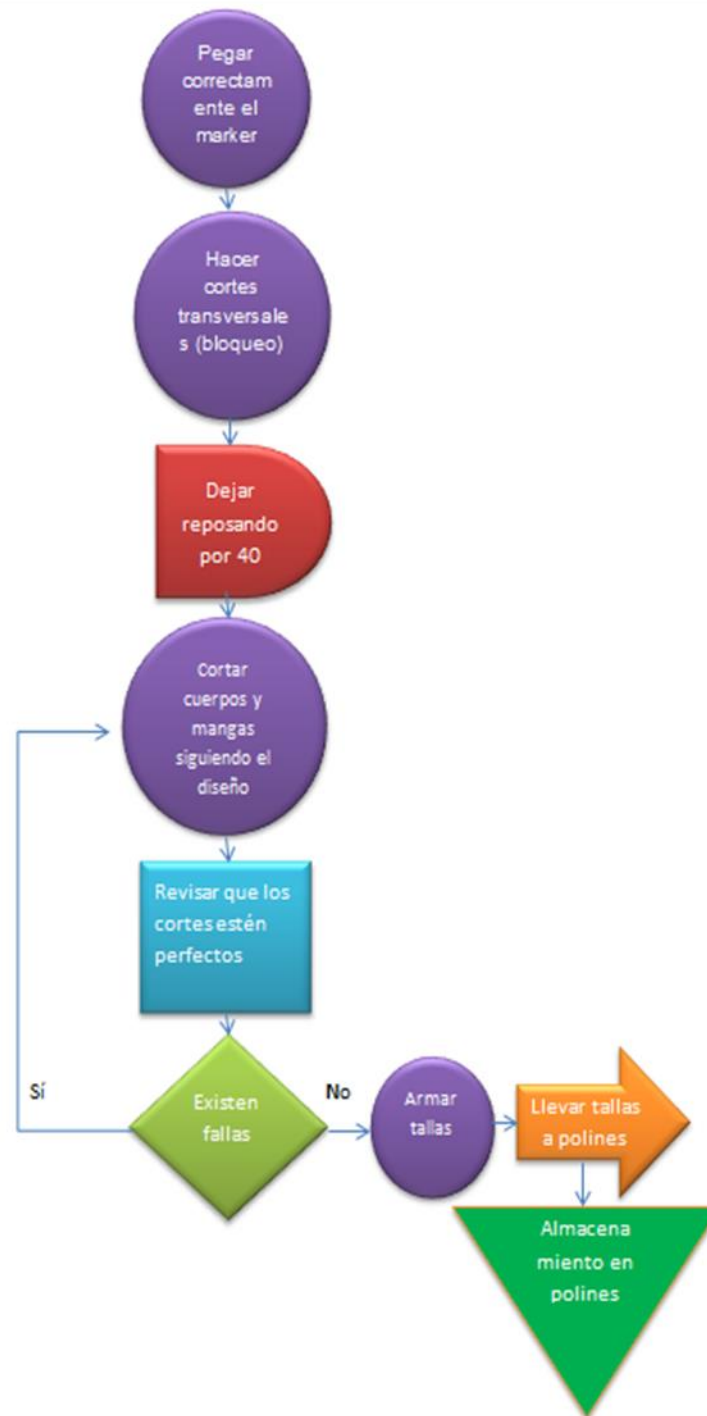 Pegar
correctam
ente el
marker
Hacer
cortes
transversale
s (bloqueo)
Dejar
reposando
por 40
Cortar
cuerpos y
mangas
siguiendo el
diseño
Revisar que los
cortes estén
perfectos
Sí
Existen
fallas
No
Armar
tallas
Llevar tallas
a polines
Almacena
miento en
polines